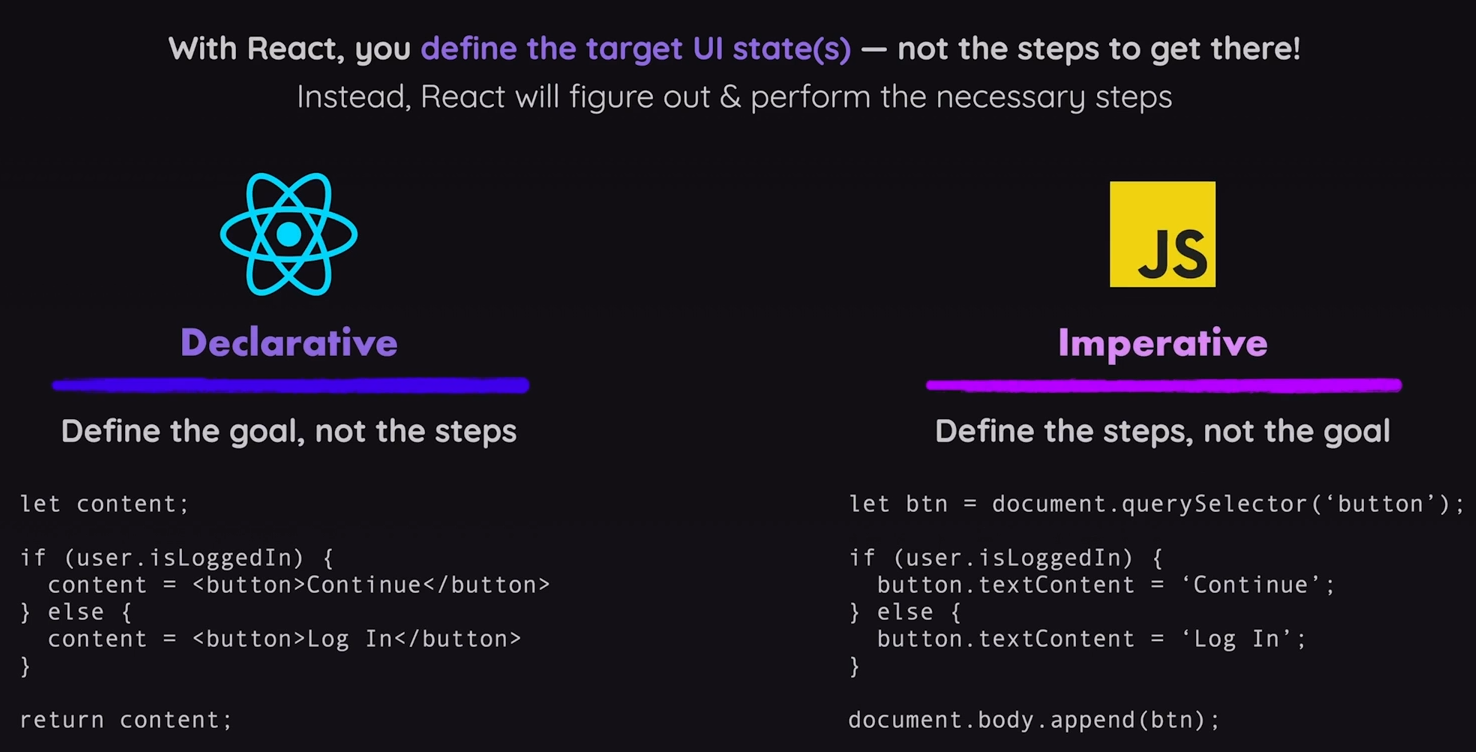 With React, you define the target UI state(s) — not the steps to get there!
Instead, React will figure out & perform the necessary steps
Declarative
Define the goal, not the steps
let content;
if (user.isLoggedIn) {
  content = <button>Continue</button>
} else {
  content = <button>Log In</button>
}
return content;
JS
Imperative
Define the steps, not the goal
let btn = document.querySelector(‘button’);
if (user.isLoggedIn) {
  button.textContent = ‘Continue’;
} else {
  button.textContent = ‘Log In’;
}
document.body.append(btn);